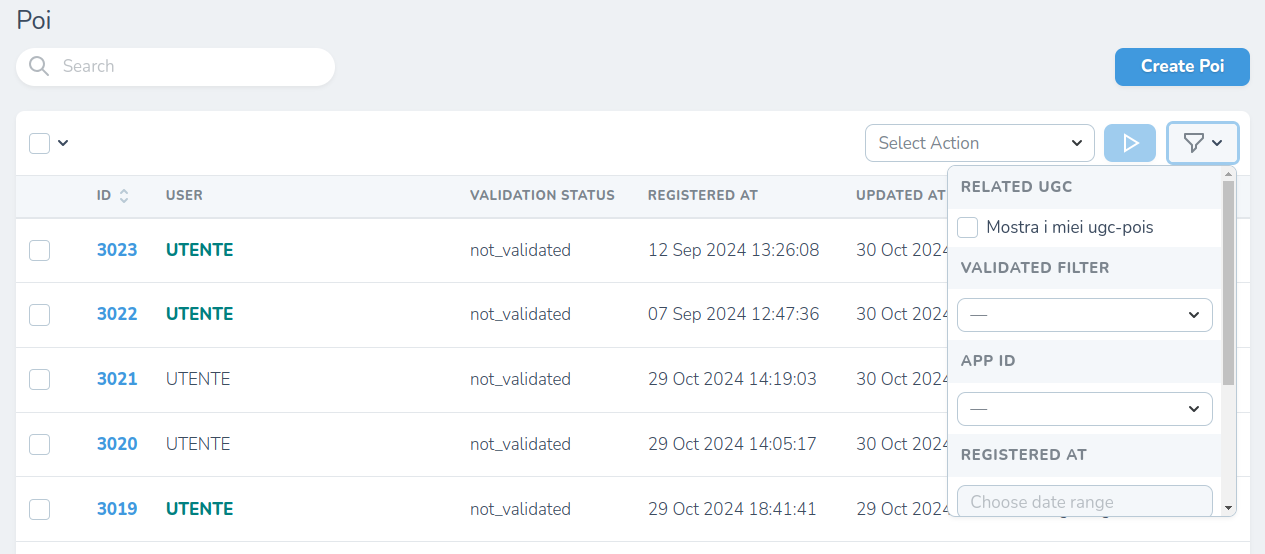 Poi
Search
Create Poi
Select Action
ID USER VALIDATION STATUS REGISTERED AT UPDATED AT
3023 UTENTE not_validated 12 Sep 2024 13:26:08 30 Oct 2024
3022 UTENTE not_validated 07 Sep 2024 12:47:36 30 Oct 2024
3021 UTENTE not_validated 29 Oct 2024 14:19:03 30 Oct 2024
3020 UTENTE not_validated 29 Oct 2024 14:05:17 30 Oct 2024
3019 UTENTE not_validated 29 Oct 2024 18:41:41 29 Oct 2024
RELATED UGC
Mostra i miei ugc-pois
VALIDATED FILTER
—
APP ID
—
REGISTERED AT
Choose date range